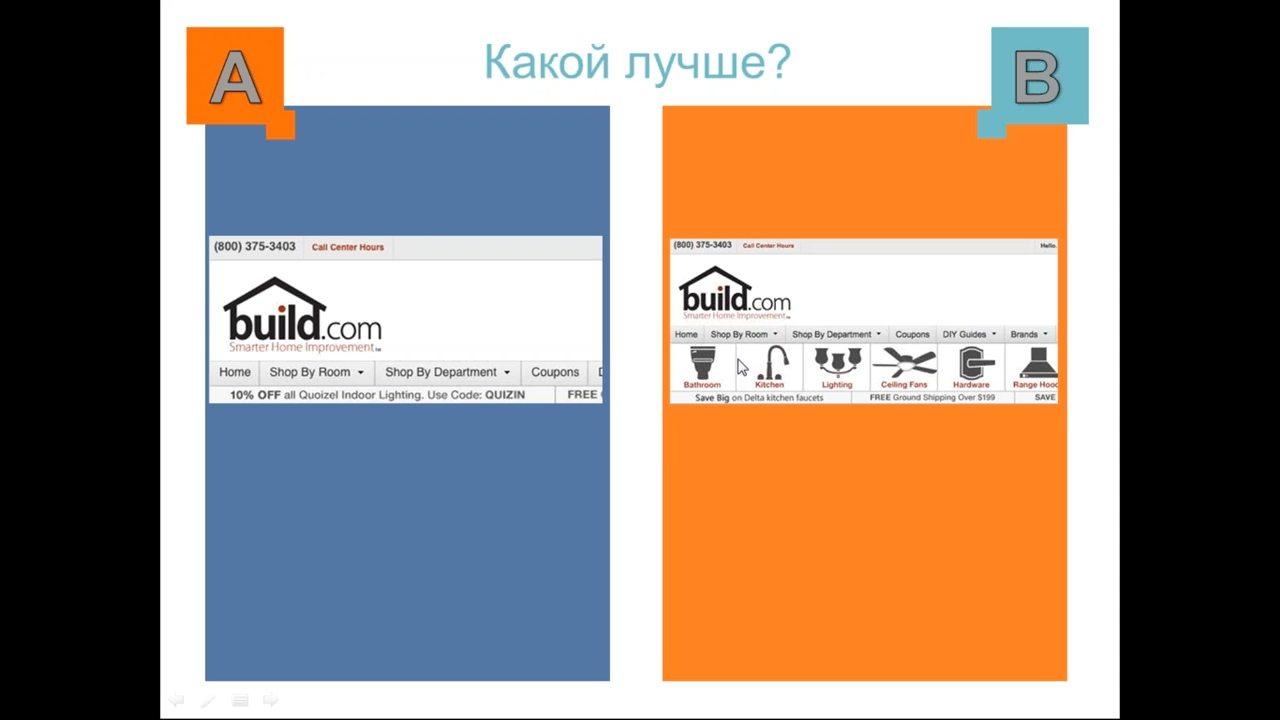 A
Какой лучше?
B
(800) 375-3403 Call Center Hours
build.com
Smarter Home Improvement™
Home Shop By Room Shop By Department Coupons D
10% OFF all Quoizel Indoor Lighting. Use Code: QUIZIN FREE
(800) 375-3403 Call Center Hours Hello.
build.com
Smarter Home Improvement™
Home Shop By Room Shop By Department Coupons DIY Guides Brands
Bathroom Kitchen Lighting Ceiling Fans Hardware Range Hoo
Save Big on Delta kitchen faucets FREE Ground Shipping Over $199 SAVE